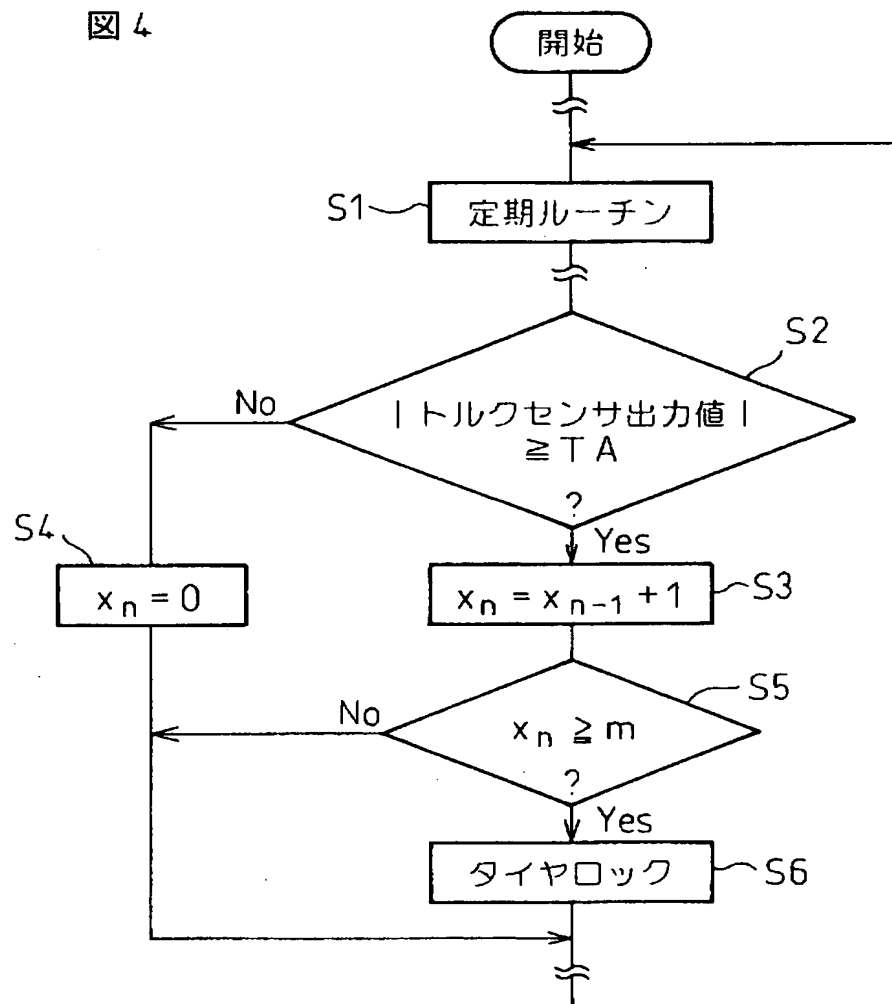 図 4
開始
S1
定期ルーチン
S2
| トルクセンサ出力値 |
≧ T A
?
No
Yes
S4
xn = 0
S3
xn = xn-1 + 1
S5
xn ≧ m
?
No
Yes
S6
タイヤロック